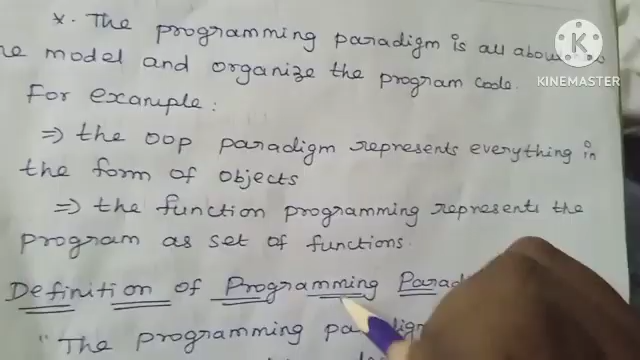 *. The programming paradigm is all
model and organize the program code.
For example:
⇒ the OOP paradigm represents everything in
the form of objects
⇒ the function programming represents the
program as set of functions.
Definition of Programming
"The programming
K
KINEMASTER